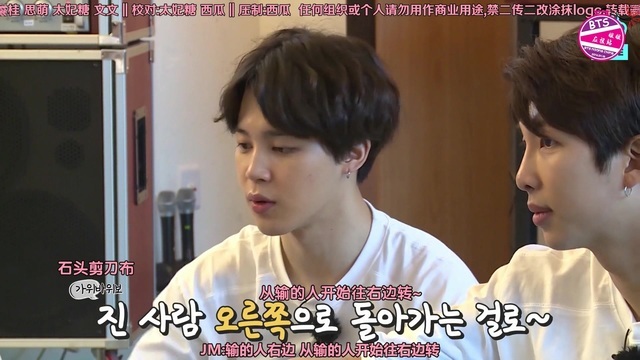 桂 思萌 太妃糖 文文 || 校对:太妃糖 西瓜 || 压制:西瓜 任何组织或个人请勿用作商业用途,禁二传二改涂抹logo,转载
BTS
石头剪刀布
가위바위보
从输的人开始往右边转~
진 사람 오른쪽으로 돌아가는 걸로~
JM:输的人右边 从输的人开始往右边转